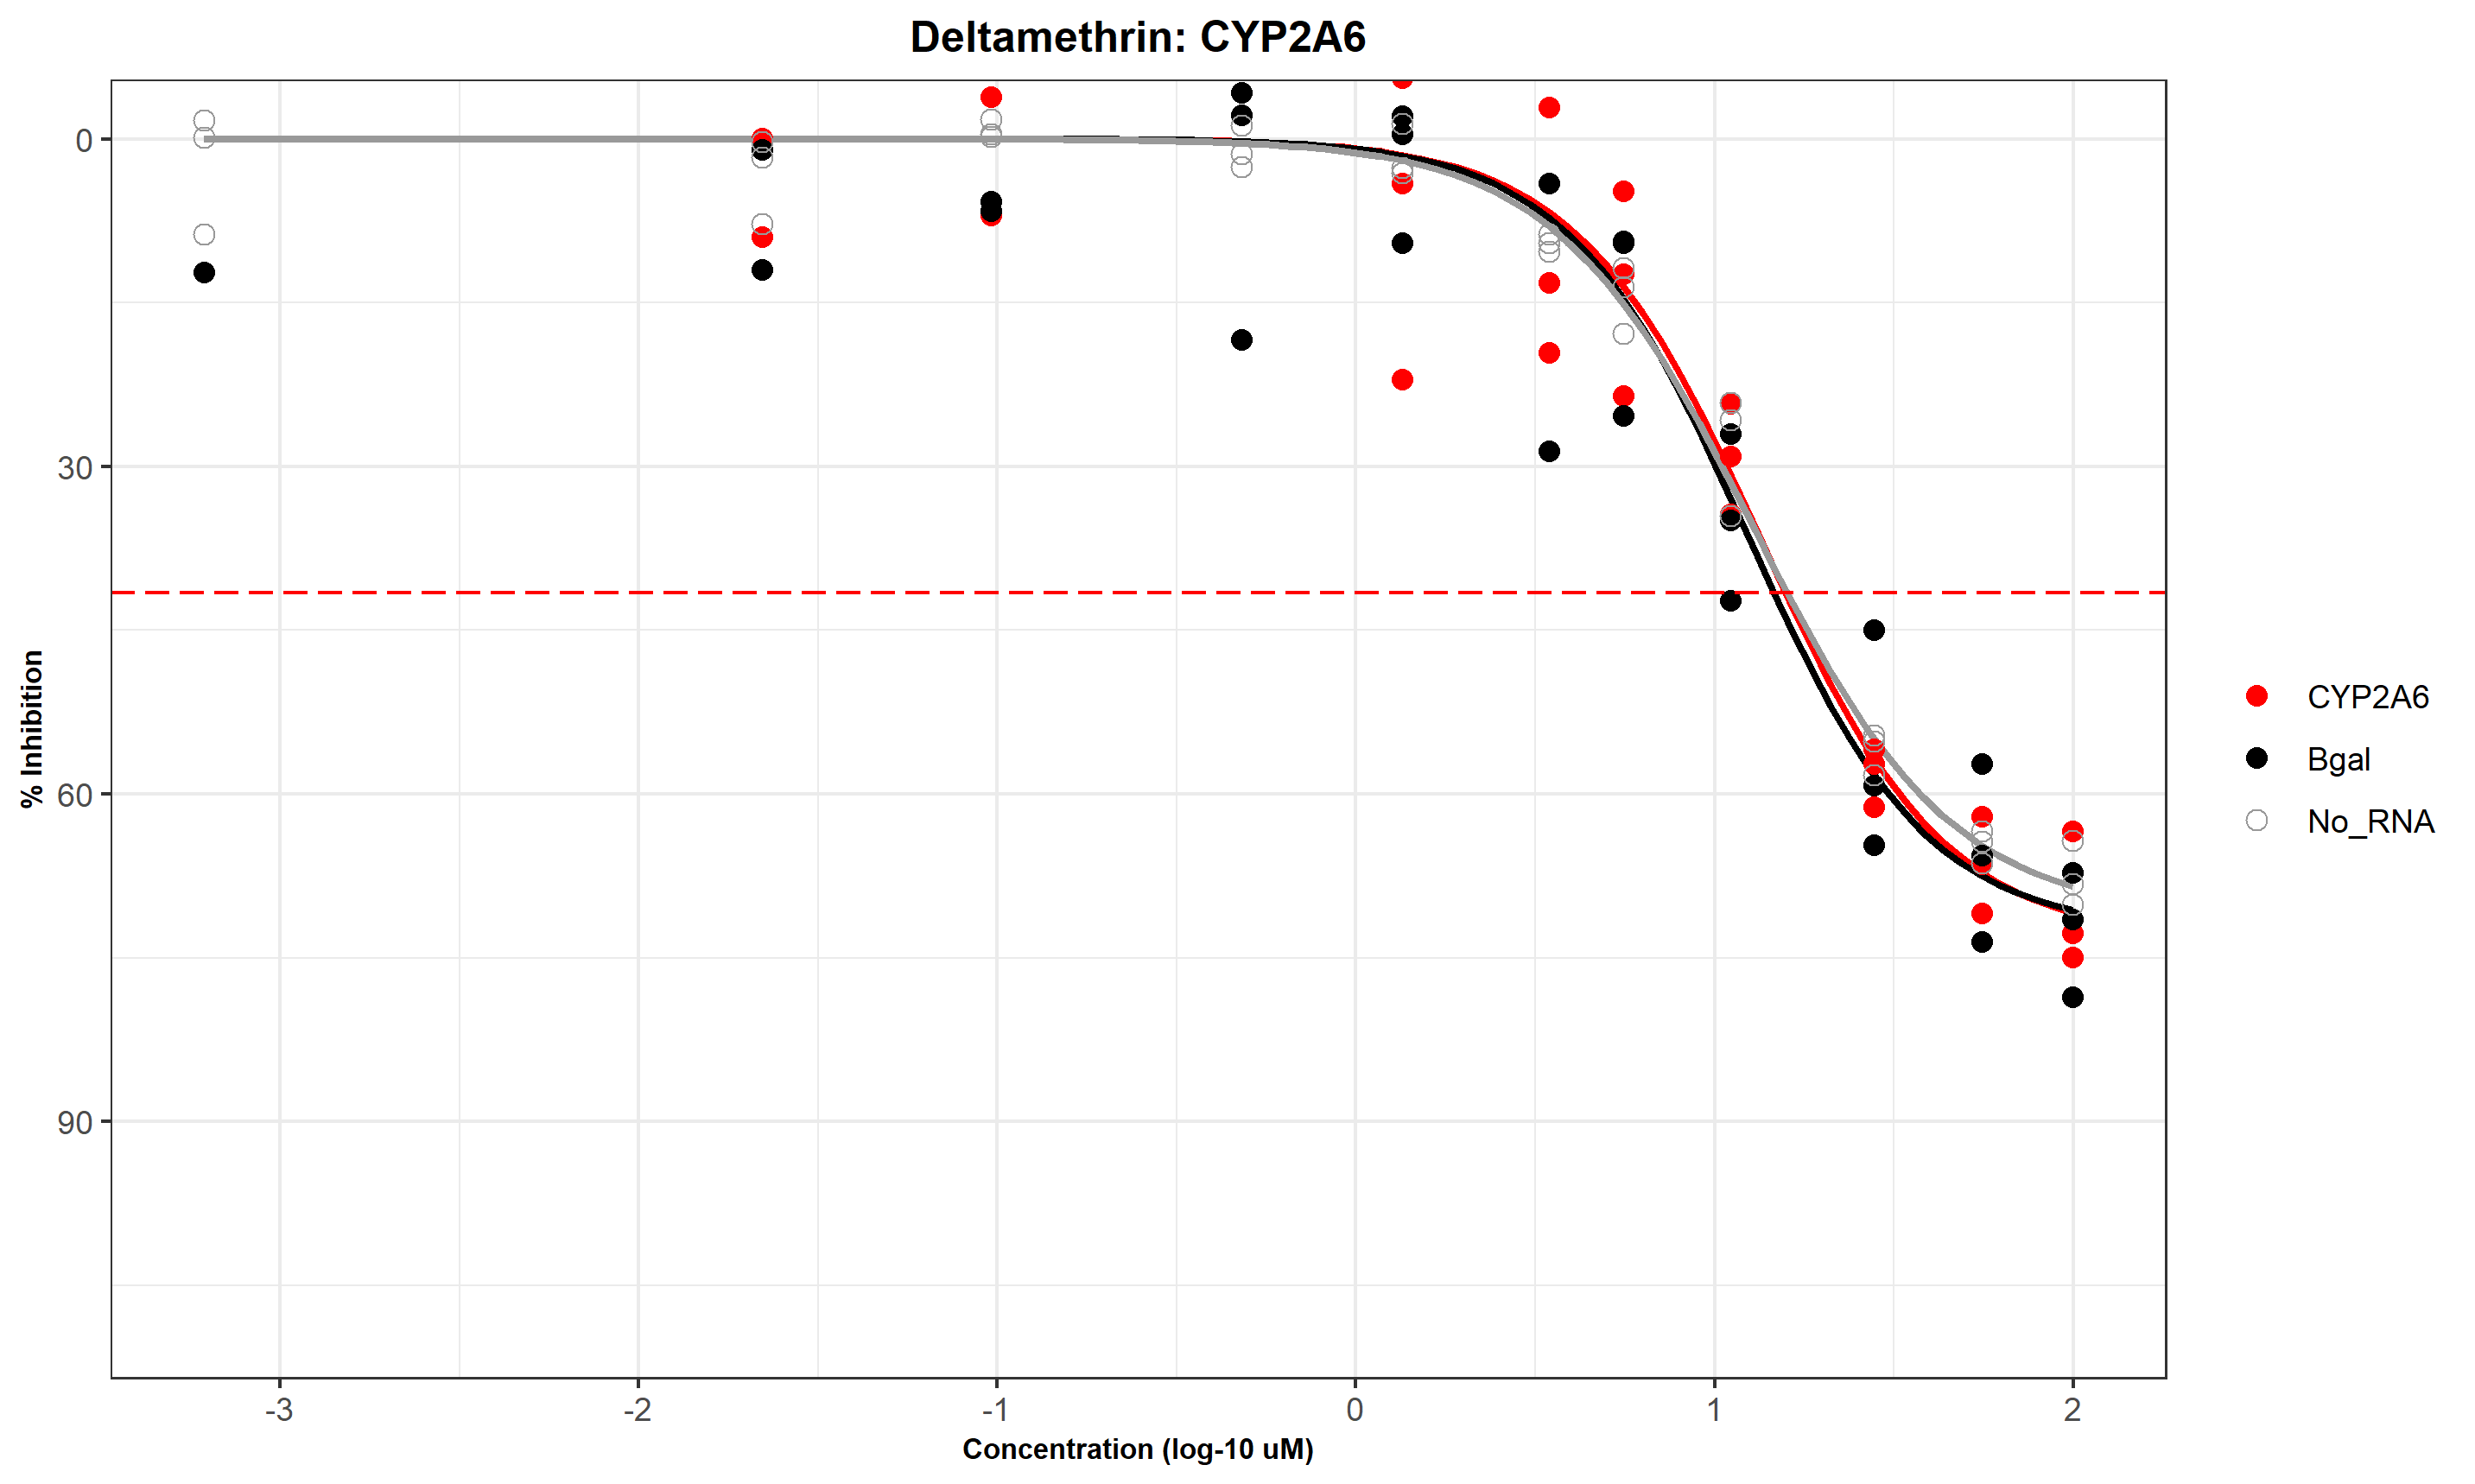 Deltamethrin: CYP2A6
0
30
60
90
% Inhibition
-3
-2
-1
0
1
2
Concentration (log-10 uM)
CYP2A6
Bgal
No_RNA